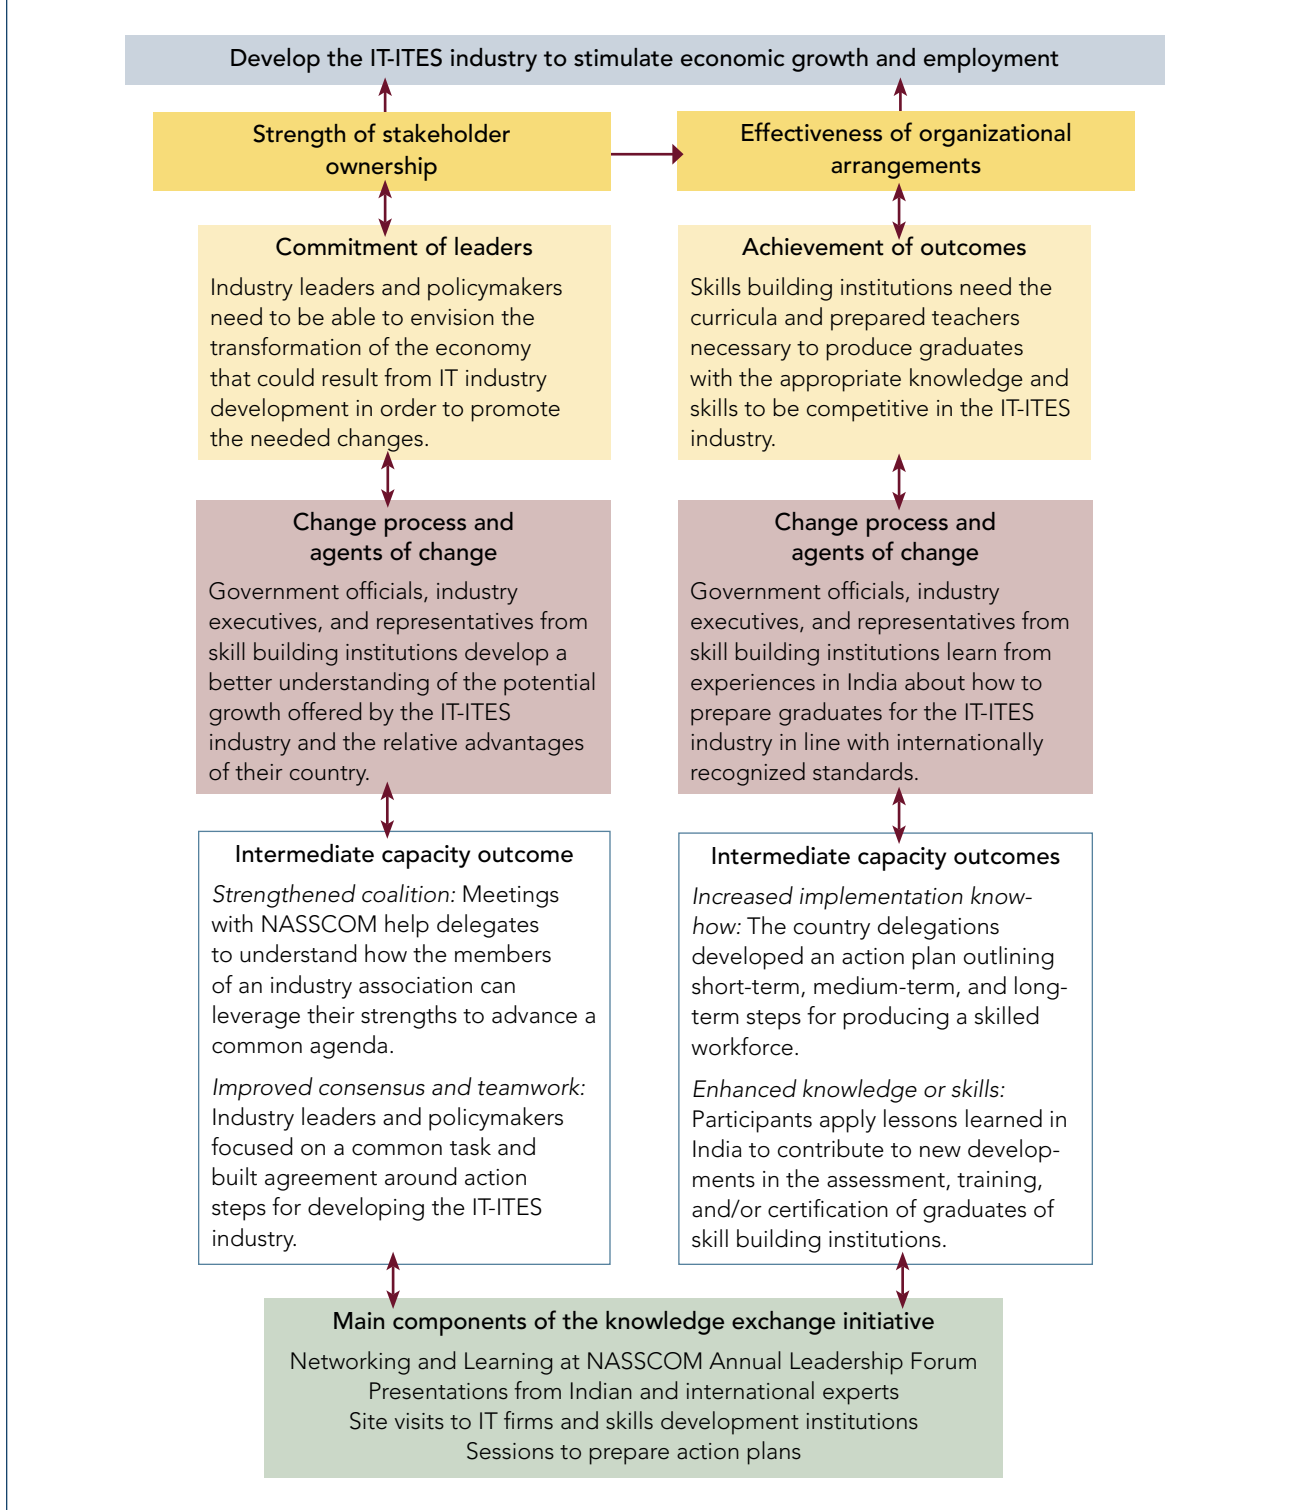 Develop the IT-ITES industry to stimulate economic growth and employment
Strength of stakeholder
ownership
Effectiveness of organizational
arrangements
Commitment of leaders
Industry leaders and policymakers
need to be able to envision the
transformation of the economy
that could result from IT industry
development in order to promote
the needed changes.
Achievement of outcomes
Skills building institutions need the
curricula and prepared teachers
necessary to produce graduates
with the appropriate knowledge and
skills to be competitive in the IT-ITES
industry.
Change process and
agents of change
Government officials, industry
executives, and representatives from
skill building institutions develop a
better understanding of the potential
growth offered by the IT-ITES
industry and the relative advantages
of their country.
Change process and
agents of change
Government officials, industry
executives, and representatives from
skill building institutions learn from
experiences in India about how to
prepare graduates for the IT-ITES
industry in line with internationally
recognized standards.
Intermediate capacity outcome
Strengthened coalition: Meetings
with NASSCOM help delegates
to understand how the members
of an industry association can
leverage their strengths to advance a
common agenda.
Improved consensus and teamwork:
Industry leaders and policymakers
focused on a common task and
built agreement around action
steps for developing the IT-ITES
industry.
Intermediate capacity outcomes
Increased implementation know-
how: The country delegations
developed an action plan outlining
short-term, medium-term, and long-
term steps for producing a skilled
workforce.
Enhanced knowledge or skills:
Participants apply lessons learned in
India to contribute to new develop-
ments in the assessment, training,
and/or certification of graduates of
skill building institutions.
Main components of the knowledge exchange initiative
Networking and Learning at NASSCOM Annual Leadership Forum
Presentations from Indian and international experts
Site visits to IT firms and skills development institutions
Sessions to prepare action plans